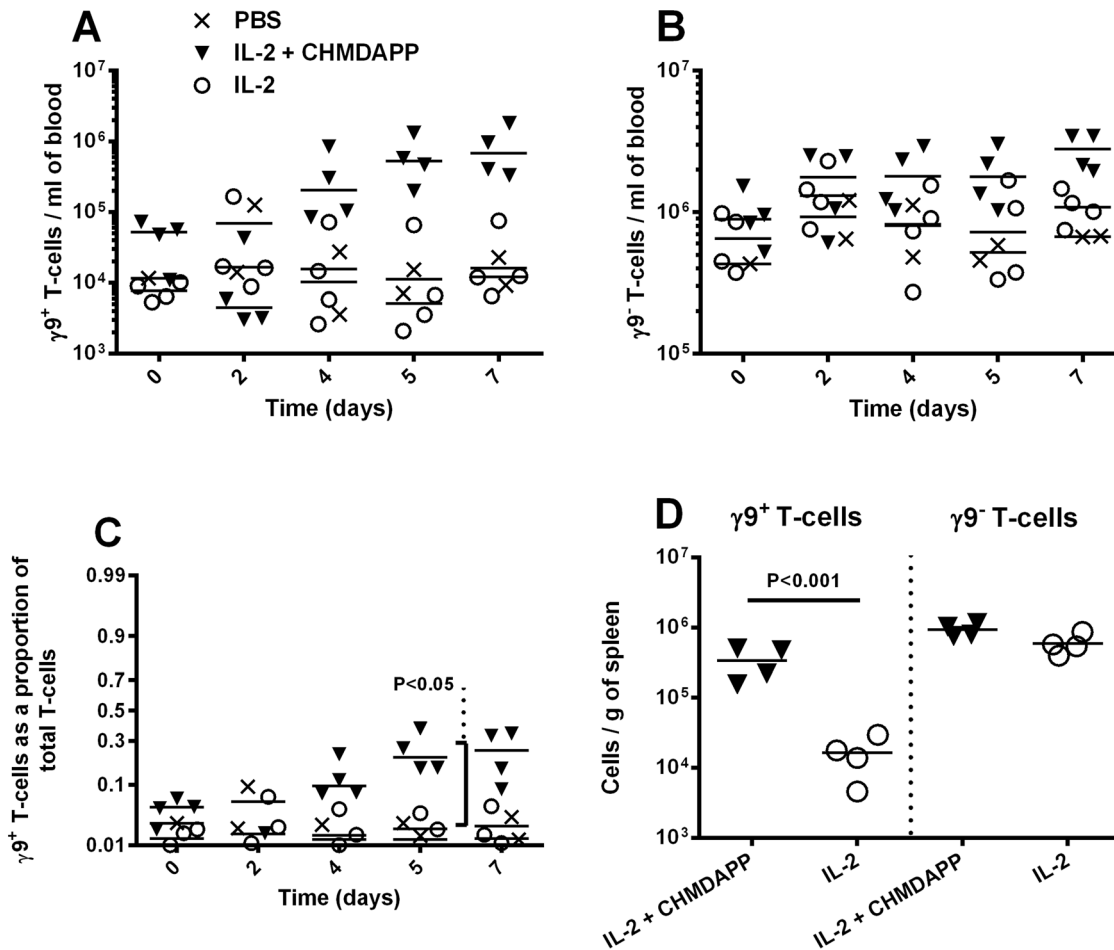 A
PBS
IL-2 + CHMDAPP
IL-2
γ9⁺ T-cells / ml of blood
10⁷
10⁶
10⁵
10⁴
10³
0 2 4 5 7
Time (days)
B
γ9⁻ T-cells / ml of blood
10⁷
10⁶
10⁵
0 2 4 5 7
Time (days)
C
γ9⁺ T-cells as a proportion of
total T-cells
0.99
0.9
0.7
0.5
0.3
0.1
0.01
P<0.05
0 2 4 5 7
Time (days)
D
γ9⁺ T-cells γ9⁻ T-cells
Cells / g of spleen
10⁷
10⁶
10⁵
10⁴
10³
P<0.001
IL-2 + CHMDAPP IL-2 IL-2 + CHMDAPP IL-2